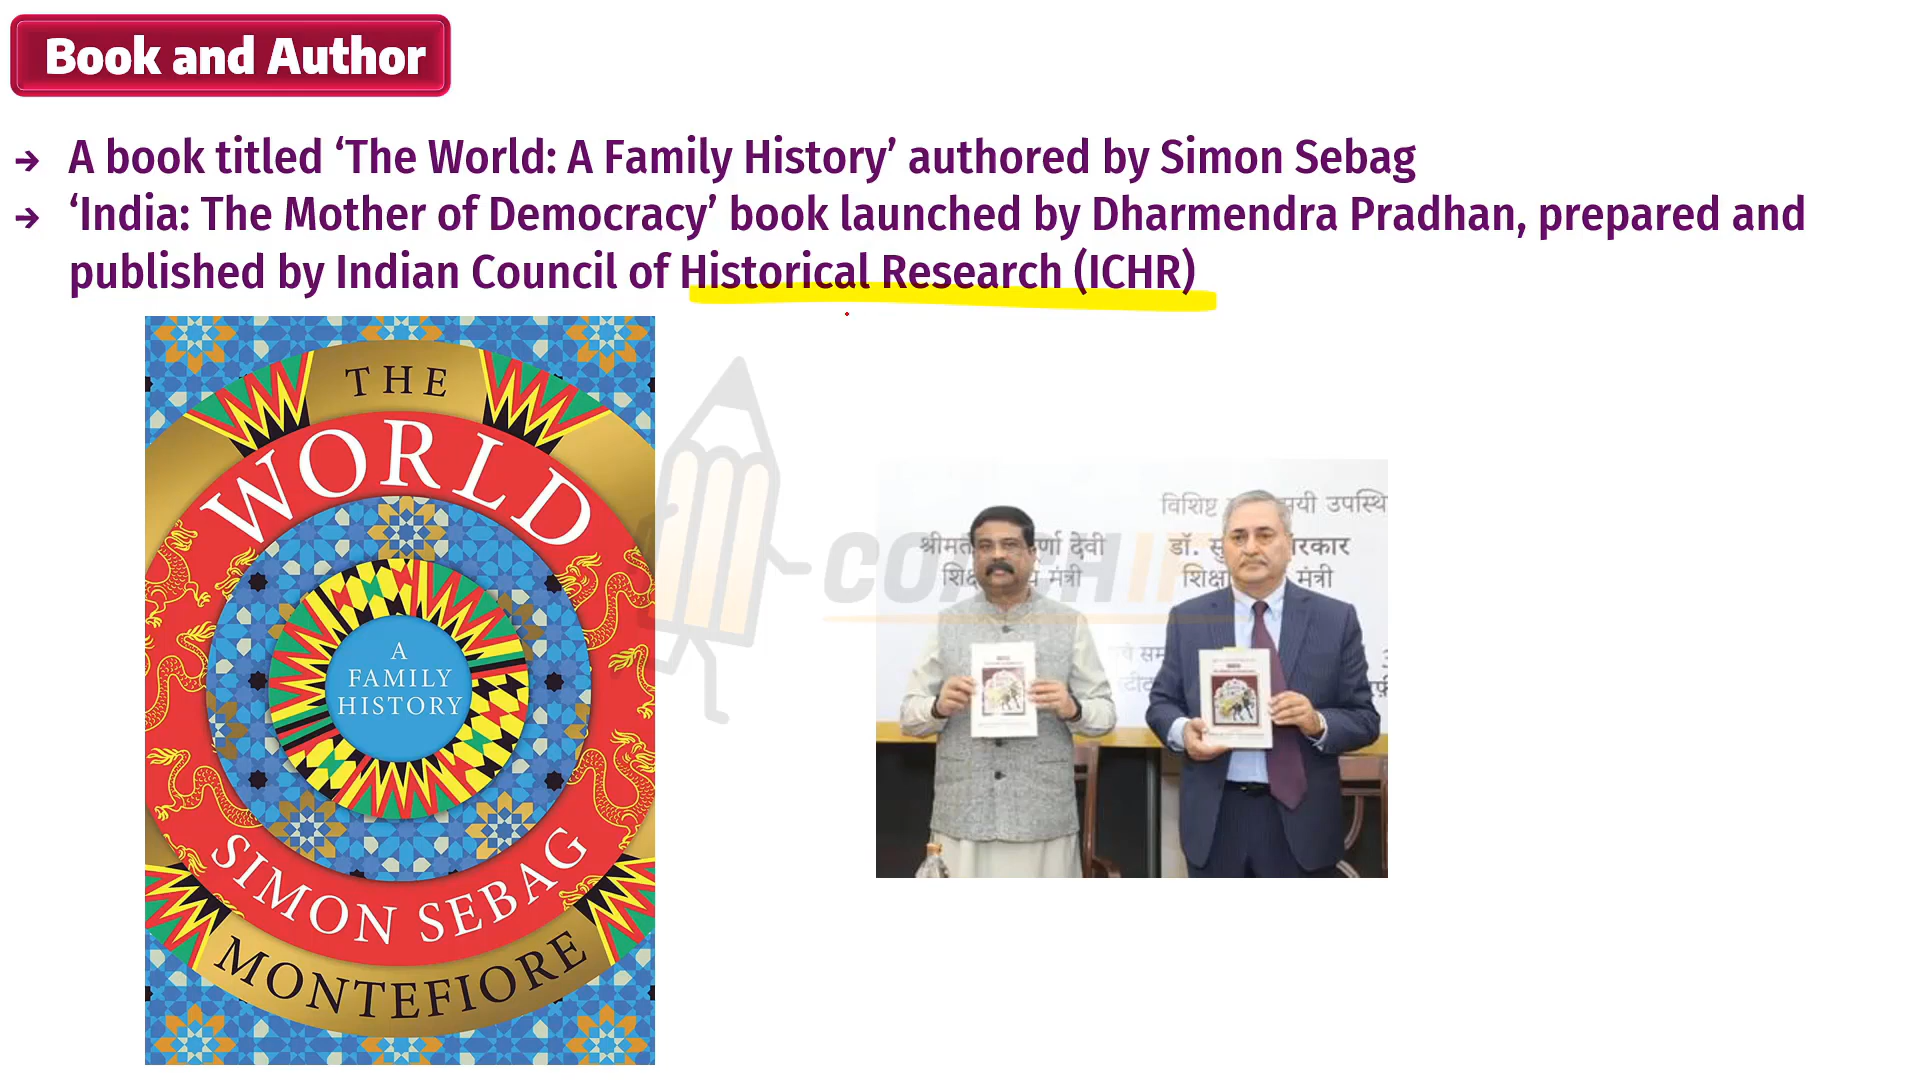 Book and Author
→ A book titled ‘The World: A Family History’ authored by Simon Sebag
→ ‘India: The Mother of Democracy’ book launched by Dharmendra Pradhan, prepared and
published by Indian Council of Historical Research (ICHR)
THE
WORLD
A
FAMILY
HISTORY
SIMON SEBAG
MONTEFIORE
विशिष्ट
उपस्थि
देवी
डॉ.
मंत्री
मंत्री